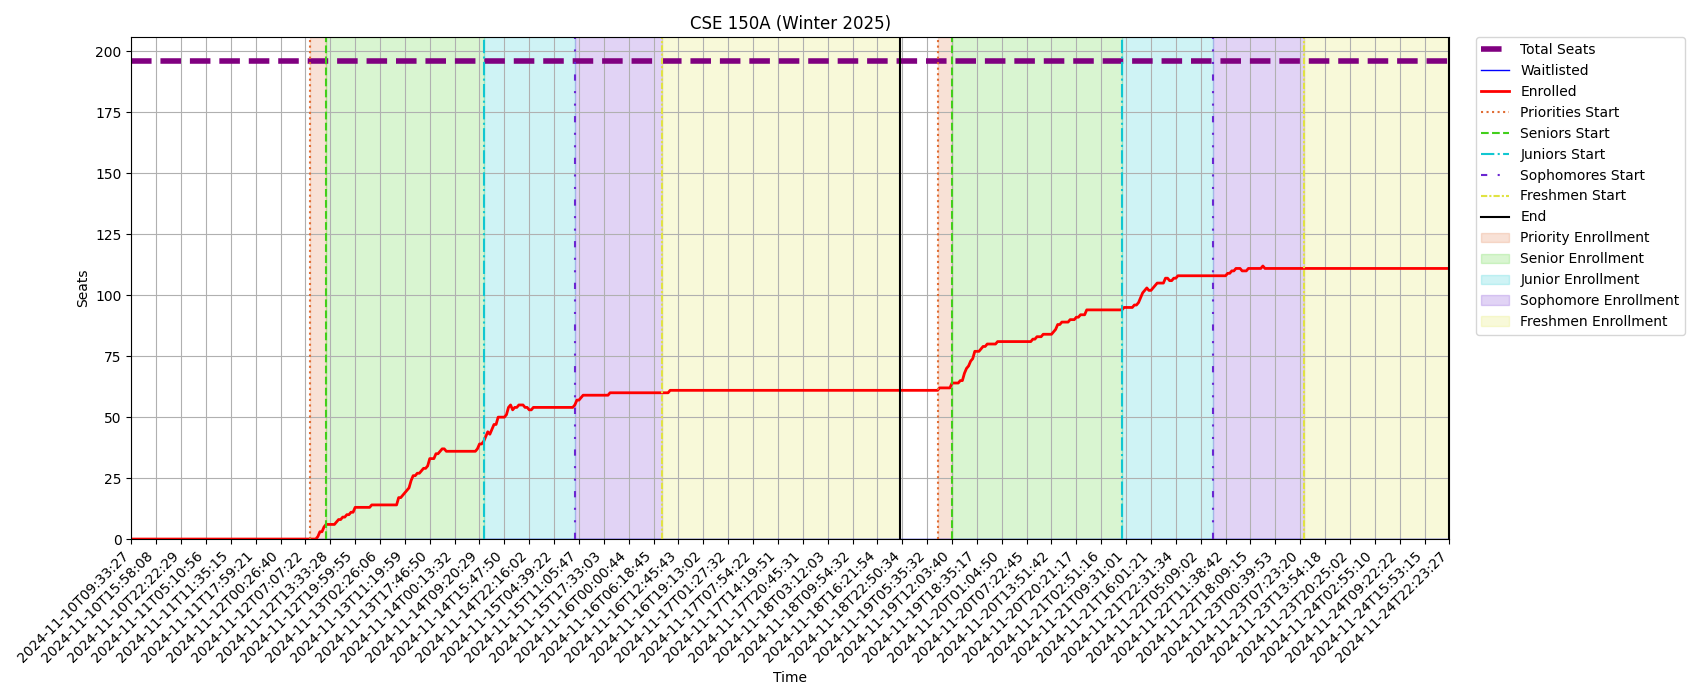 CSE 150A (Winter 2025)
Seats
200
175
150
125
100
75
50
25
0
2024-11-10T09:33:27
2024-11-10T15:58:08
2024-11-10T22:22:29
2024-11-11T05:10:56
2024-11-11T11:35:15
2024-11-11T17:59:21
2024-11-12T00:26:40
2024-11-12T07:07:22
2024-11-12T13:33:28
2024-11-12T19:59:55
2024-11-13T02:26:06
2024-11-13T11:19:59
2024-11-13T17:46:50
2024-11-14T00:13:32
2024-11-14T09:20:29
2024-11-14T15:47:50
2024-11-14T22:16:02
2024-11-15T04:39:22
2024-11-15T11:05:47
2024-11-15T17:33:03
2024-11-16T00:00:44
2024-11-16T06:18:45
2024-11-16T12:45:43
2024-11-16T19:13:02
2024-11-17T01:27:32
2024-11-17T07:54:22
2024-11-17T14:19:51
2024-11-17T20:45:31
2024-11-18T03:12:03
2024-11-18T09:54:32
2024-11-18T16:21:54
2024-11-18T22:50:34
2024-11-19T05:35:32
2024-11-19T12:03:40
2024-11-19T18:35:17
2024-11-20T01:04:50
2024-11-20T07:22:45
2024-11-20T13:51:42
2024-11-20T20:21:17
2024-11-21T02:51:16
2024-11-21T09:31:01
2024-11-21T16:01:21
2024-11-21T22:31:34
2024-11-22T05:09:02
2024-11-22T11:38:42
2024-11-22T18:09:15
2024-11-23T00:39:53
2024-11-23T07:23:20
2024-11-23T13:54:18
2024-11-23T20:25:02
2024-11-24T02:55:10
2024-11-24T09:22:22
2024-11-24T15:53:15
2024-11-24T22:23:27
Time
Total Seats
Waitlisted
Enrolled
Priorities Start
Seniors Start
Juniors Start
Sophomores Start
Freshmen Start
End
Priority Enrollment
Senior Enrollment
Junior Enrollment
Sophomore Enrollment
Freshmen Enrollment